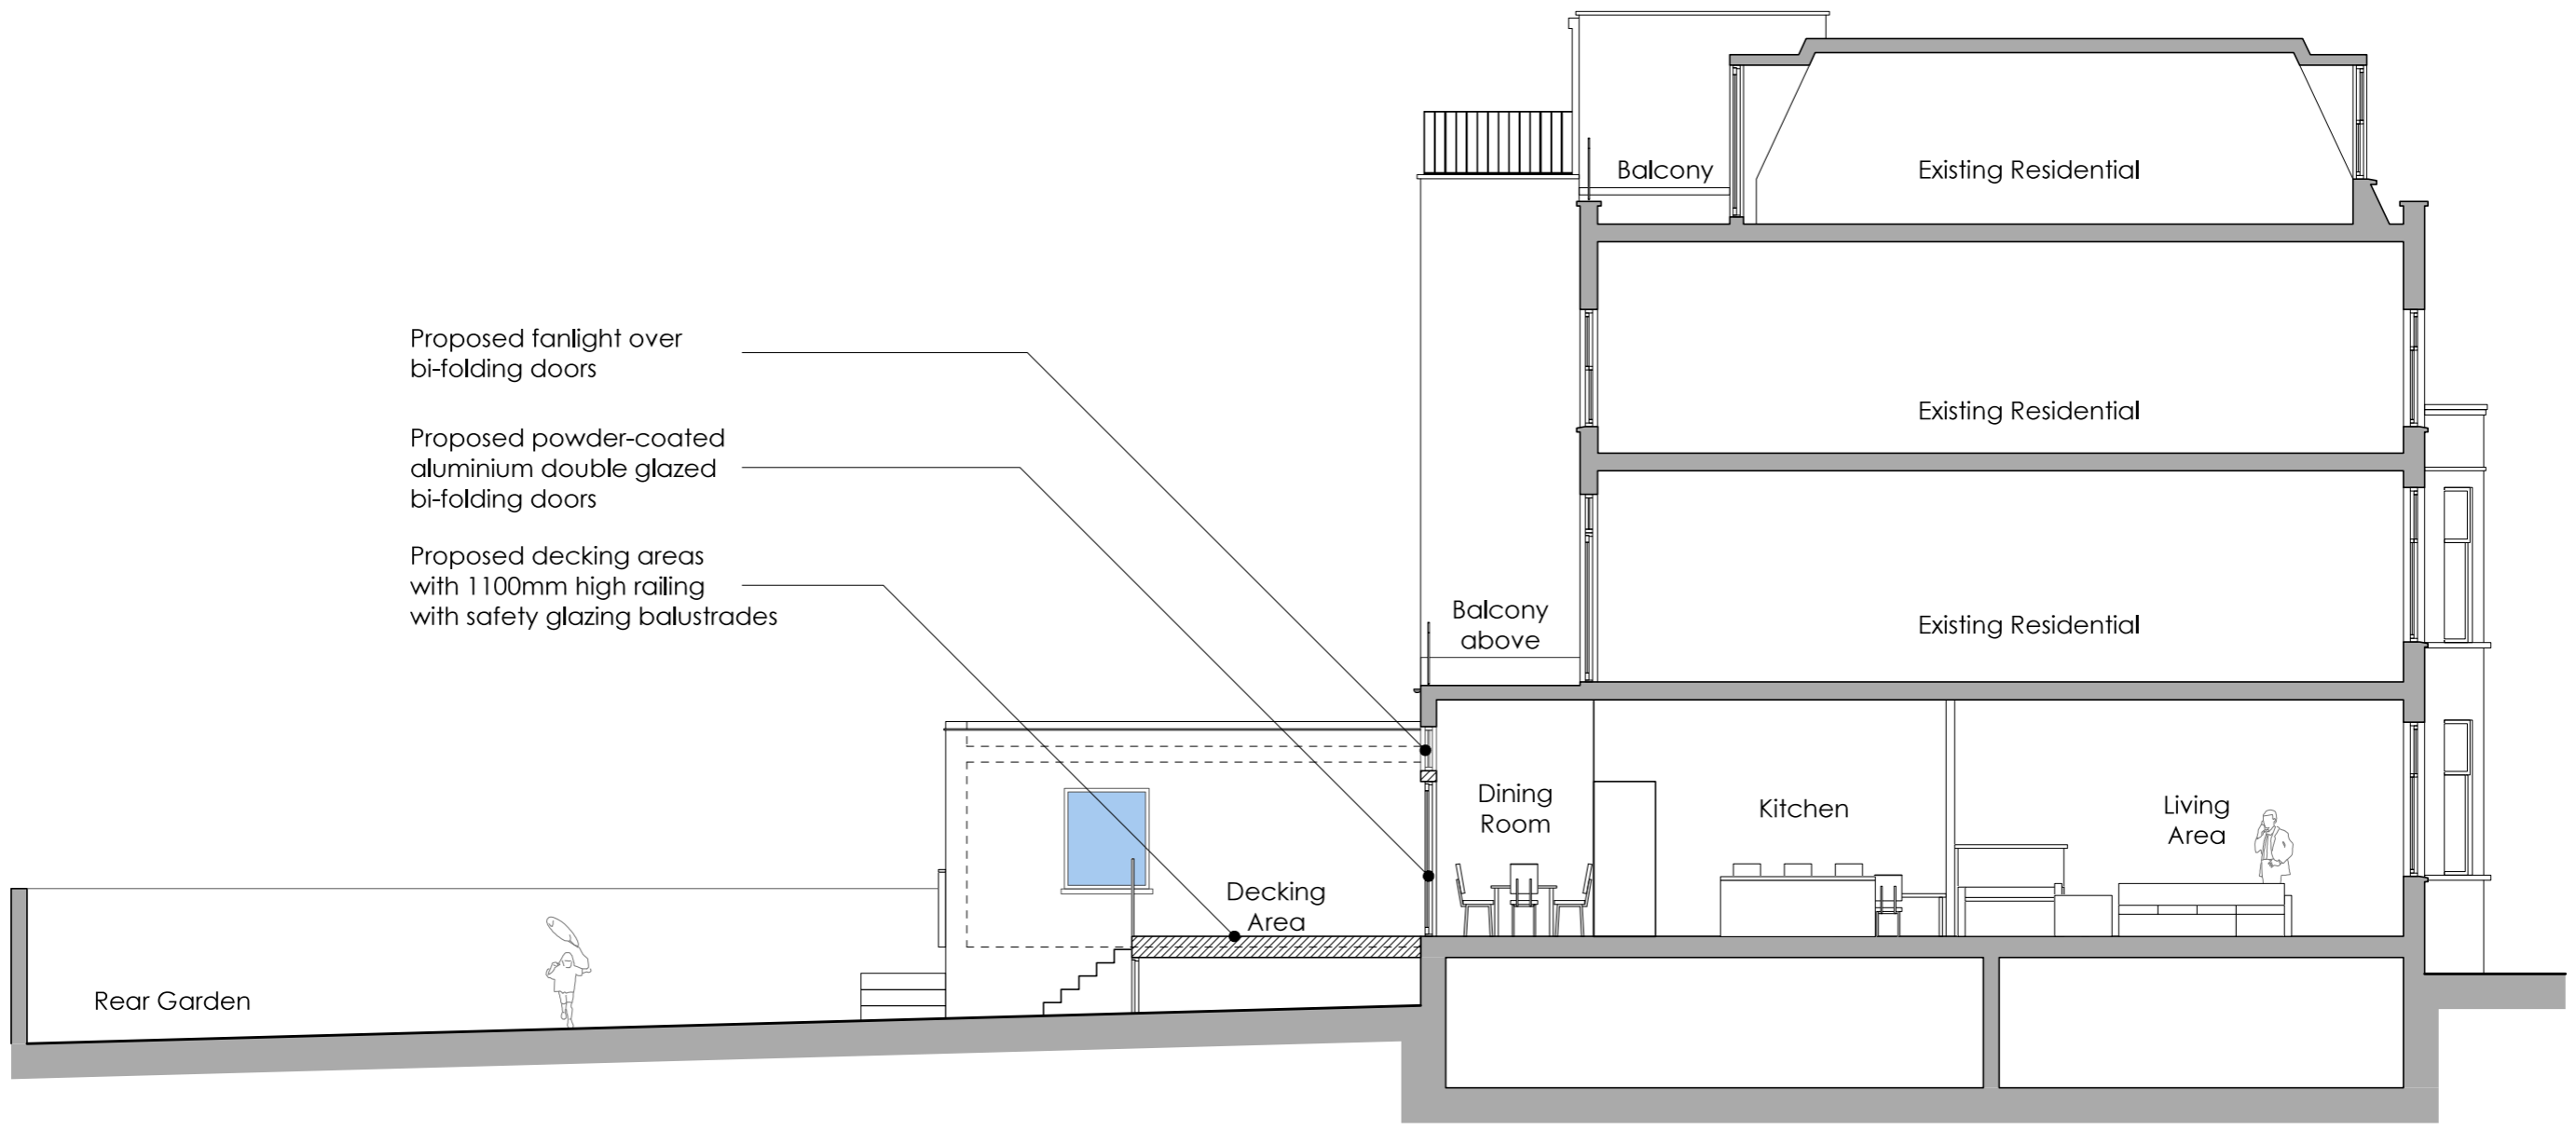 Balcony
Existing Residential
Proposed fanlight over
bi-folding doors
Existing Residential
Proposed powder-coated
aluminium double glazed
bi-folding doors
Proposed decking areas
with 1100mm high railing
with safety glazing balustrades
Balcony
above
Existing Residential
Dining
Room
Kitchen
Living
Area
Decking
Area
Rear Garden